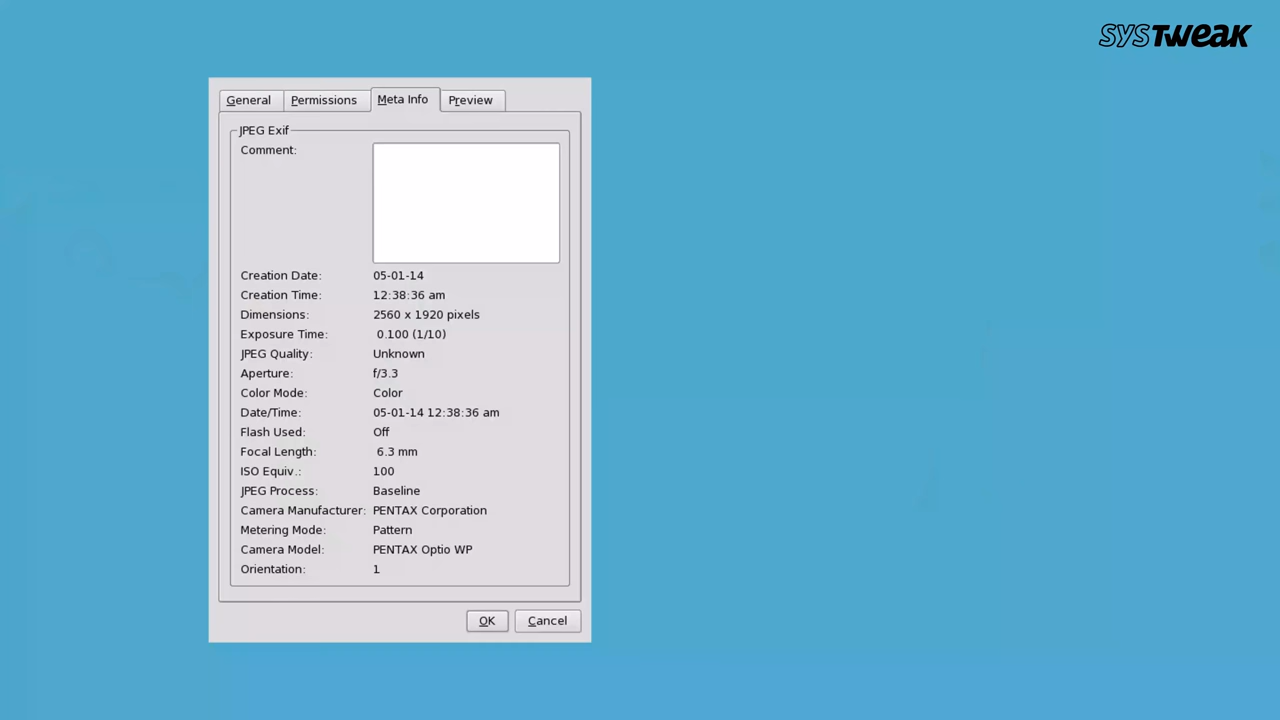 SYSTweak
General Permissions Meta Info Preview
JPEG Exif
Comment:
Creation Date: 05-01-14
Creation Time: 12:38:36 am
Dimensions: 2560 x 1920 pixels
Exposure Time: 0.100 (1/10)
JPEG Quality: Unknown
Aperture: f/3.3
Color Mode: Color
Date/Time: 05-01-14 12:38:36 am
Flash Used: Off
Focal Length: 6.3 mm
ISO Equiv.: 100
JPEG Process: Baseline
Camera Manufacturer: PENTAX Corporation
Metering Mode: Pattern
Camera Model: PENTAX Optio WP
Orientation: 1
OK Cancel